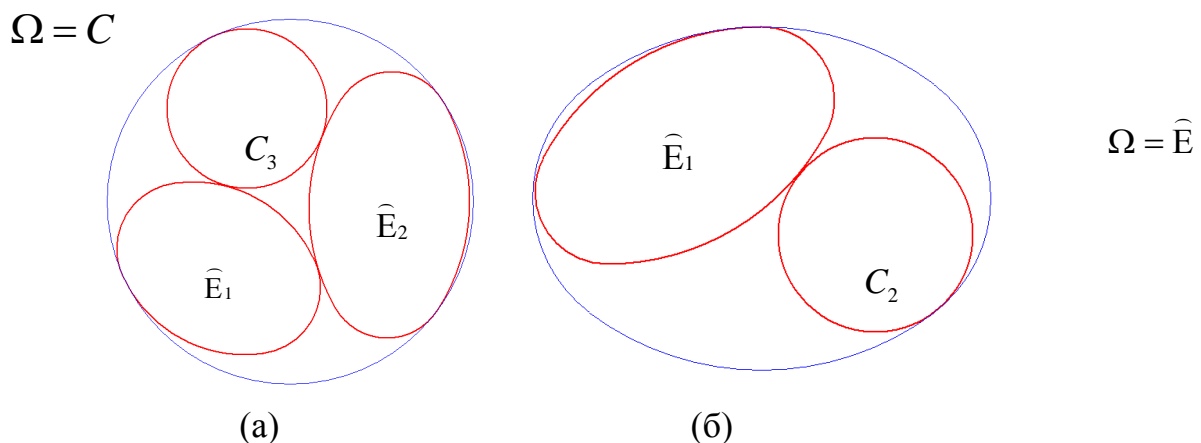 Ω = C
C₃
Ê₂
Ê₁
(а)
Ê₁
C₂
(б)
Ω = Ê